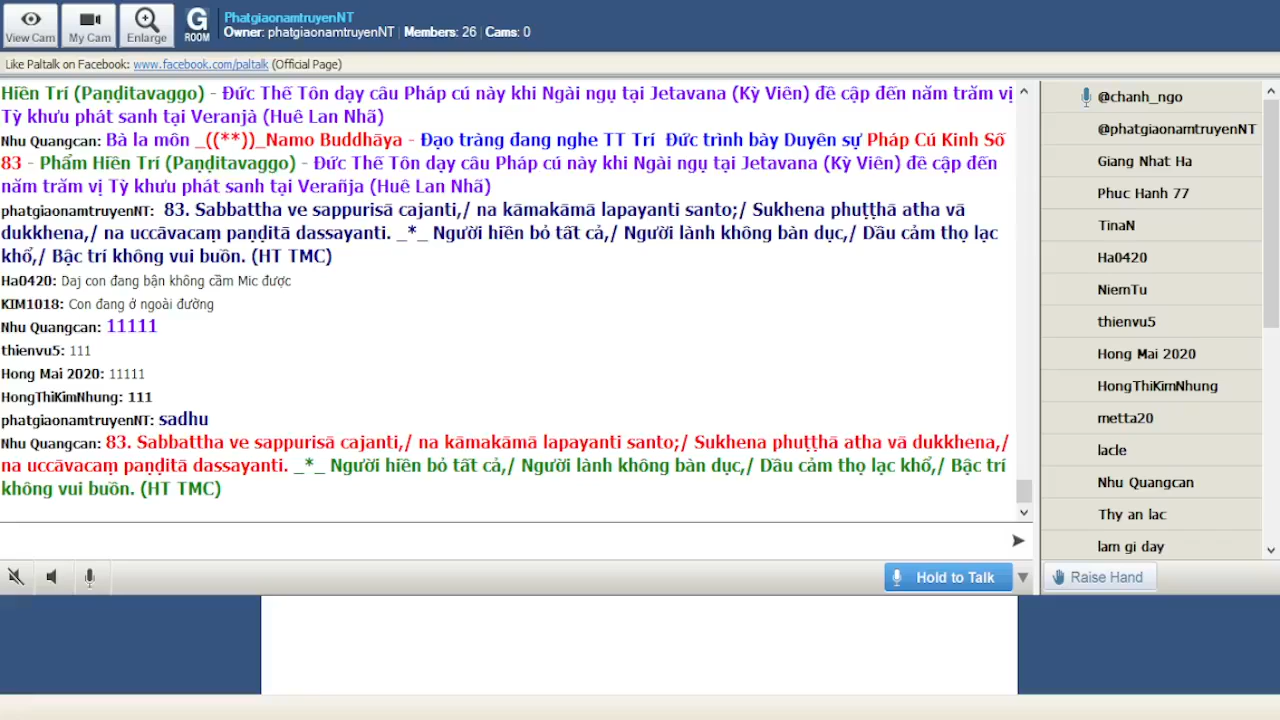 View Cam
My Cam
Enlarge
G
ROOM
PhatgiaonamtruyenNT
Owner: phatgiaonamtruyenNT | Members: 26 | Cams: 0
Like Paltalk on Facebook: www.facebook.com/paltalk (Official Page)
Hiền Trí (Paṇḍitavaggo) - Đức Thế Tôn dạy câu Pháp cú này khi Ngài ngụ tại Jetavana (Kỳ Viên) đề cập đến năm trăm vị
Tỳ khưu phát sanh tại Veranjà (Huê Lan Nhã)
Nhu Quangcan: Bà la môn _((**))_Namo Buddhāya - Đạo tràng đang nghe TT Trí Đức trình bày Duyên sự Pháp Cú Kinh Số
83 - Phẩm Hiền Trí (Paṇḍitavaggo) - Đức Thế Tôn dạy câu Pháp cú này khi Ngài ngụ tại Jetavana (Kỳ Viên) đề cập đến
năm trăm vị Tỳ khưu phát sanh tại Verañja (Huê Lan Nhã)
phatgiaonamtruyenNT: 83. Sabbattha ve sappurisā cajanti,/ na kāmakāmā lapayanti santo;/ Sukhena phuṭṭhā atha vā
dukkhena,/ na uccāvacaṃ paṇḍitā dassayanti. _*_ Người hiền bỏ tất cả,/ Người lành không bàn dục,/ Dầu cảm thọ lạc
khổ,/ Bậc trí không vui buồn. (HT TMC)
Ha0420: Daj con đang bận không cầm Mic được
KIM1018: Con đang ở ngoài đường
Nhu Quangcan: 11111
thienvu5: 111
Hong Mai 2020: 11111
HongThiKimNhung: 111
phatgiaonamtruyenNT: sadhu
Nhu Quangcan: 83. Sabbattha ve sappurisā cajanti,/ na kāmakāmā lapayanti santo;/ Sukhena phuṭṭhā atha vā dukkhena,/
na uccāvacaṃ paṇḍitā dassayanti. _*_ Người hiền bỏ tất cả,/ Người lành không bàn dục,/ Dầu cảm thọ lạc khổ,/ Bậc trí
không vui buồn. (HT TMC)
Hold to Talk
@chanh_ngo
@phatgiaonamtruyenNT
Giang Nhat Ha
Phuc Hanh 77
TinaN
Ha0420
NiemTu
thienvu5
Hong Mai 2020
HongThiKimNhung
metta20
lacle
Nhu Quangcan
Thy an lac
lam gi day
Raise Hand